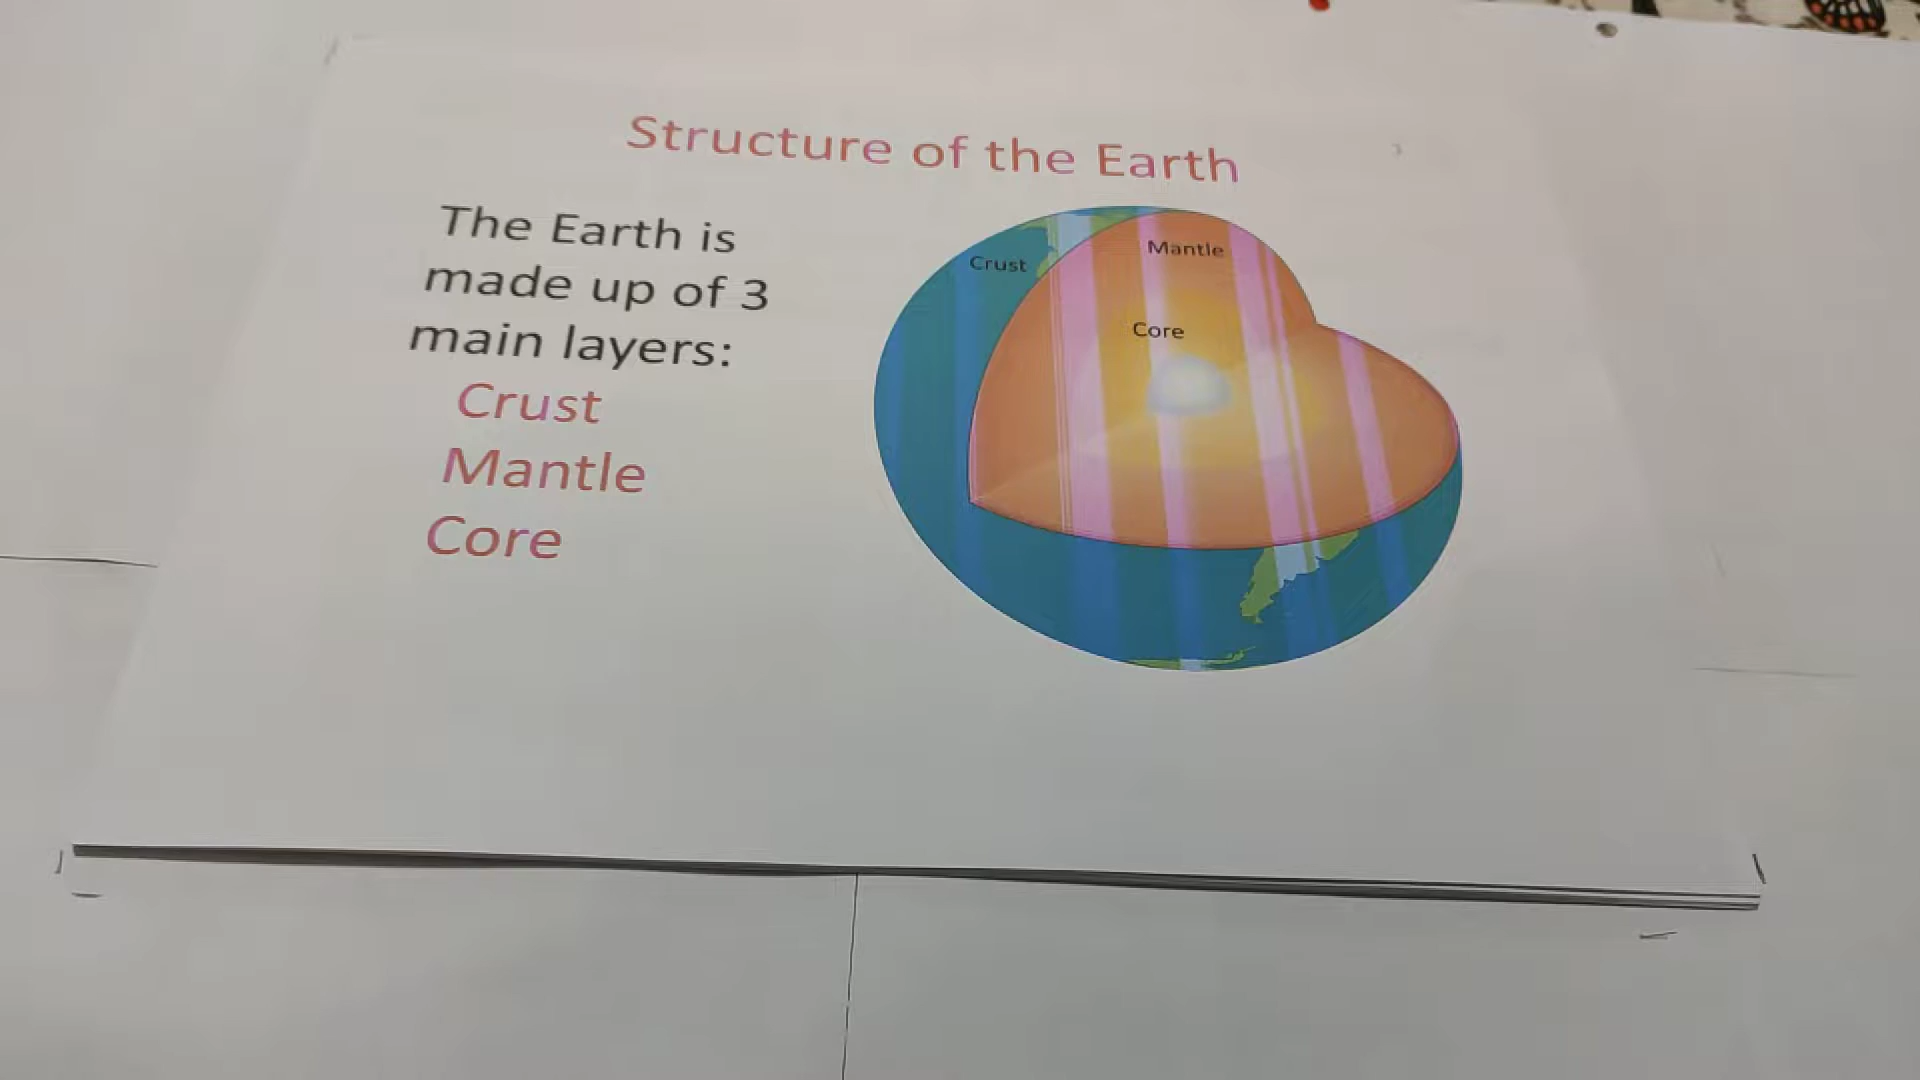 Structure of the Earth
The Earth is
made up of 3
main layers:
Crust
Mantle
Core
Crust
Mantle
Core